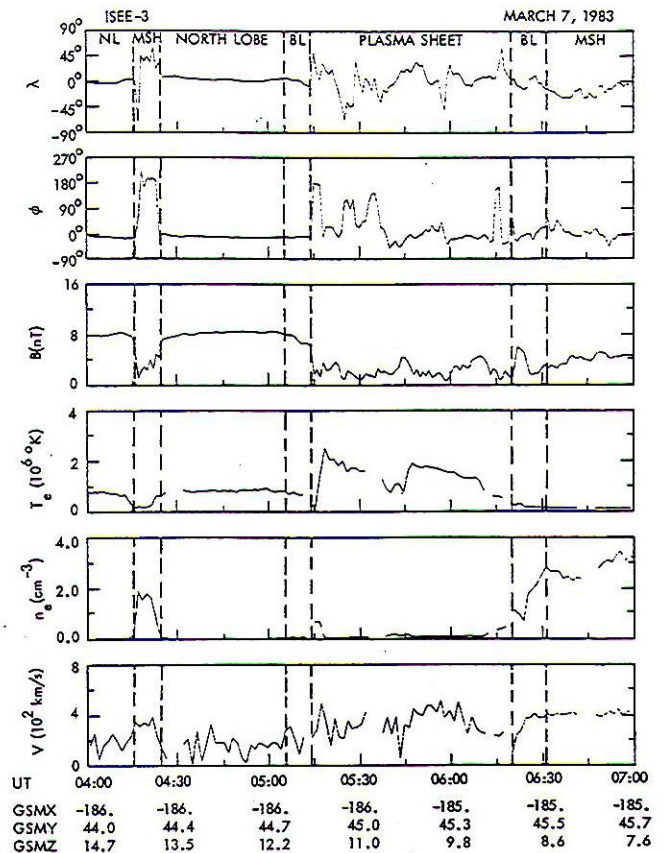 ISEE-3 MARCH 7, 1983
NL MSH NORTH LOBE BL PLASMA SHEET BL MSH
90°
45°
λ 0°
-45°
-90°
270°
180°
φ 90°
0°
-90°
16
B(nT) 8
0
4
Te (10⁶ °K) 2
0
4.0
ne(cm⁻³) 2.0
0.0
8
V (10² km/s) 4
0
UT 04:00 04:30 05:00 05:30 06:00 06:30 07:00
GSMX -186. -186. -186. -186. -185. -185. -185.
GSMY 44.0 44.4 44.7 45.0 45.3 45.5 45.7
GSMZ 14.7 13.5 12.2 11.0 9.8 8.6 7.6